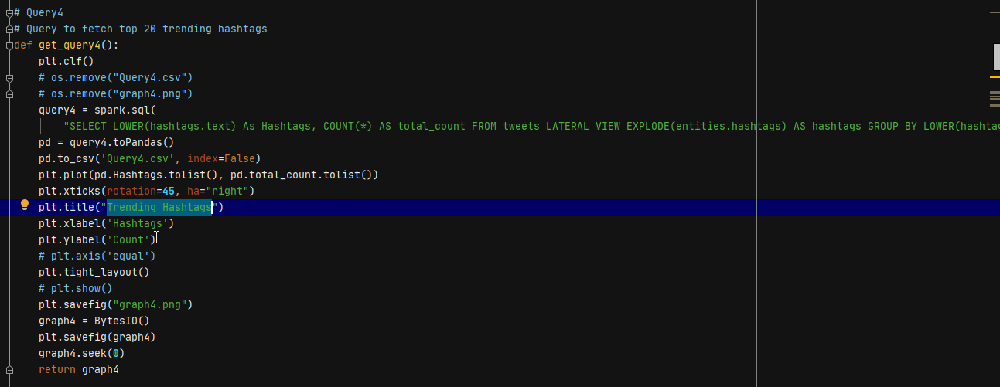 # Query4
# Query to fetch top 20 trending hashtags
def get_query4():
    plt.clf()
    # os.remove("Query4.csv")
    # os.remove("graph4.png")
    query4 = spark.sql(
        "SELECT LOWER(hashtags.text) As Hashtags, COUNT(*) AS total_count FROM tweets LATERAL VIEW EXPLODE(entities.hashtags) AS hashtags GROUP BY LOWER(hashtag
    pd = query4.toPandas()
    pd.to_csv('Query4.csv', index=False)
    plt.plot(pd.Hashtags.tolist(), pd.total_count.tolist())
    plt.xticks(rotation=45, ha="right")
    plt.title("Trending Hashtags")
    plt.xlabel('Hashtags')
    plt.ylabel('Count')
    # plt.axis('equal')
    plt.tight_layout()
    # plt.show()
    plt.savefig("graph4.png")
    graph4 = BytesIO()
    plt.savefig(graph4)
    graph4.seek(0)
    return graph4